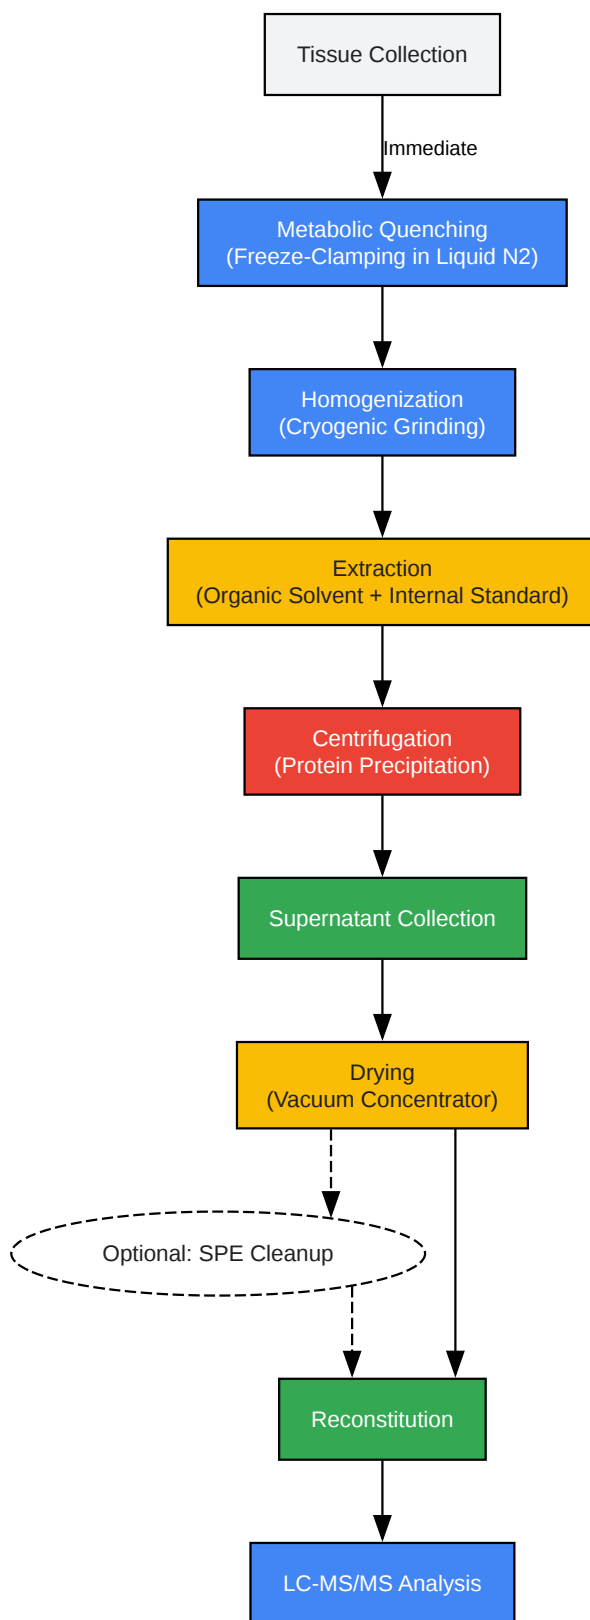 Tissue Collection
Immediate
Metabolic Quenching
(Freeze-Clamping in Liquid N2)
Homogenization
(Cryogenic Grinding)
Extraction
(Organic Solvent + Internal Standard)
Centrifugation
(Protein Precipitation)
Supernatant Collection
Drying
(Vacuum Concentrator)
Optional: SPE Cleanup
Reconstitution
LC-MS/MS Analysis